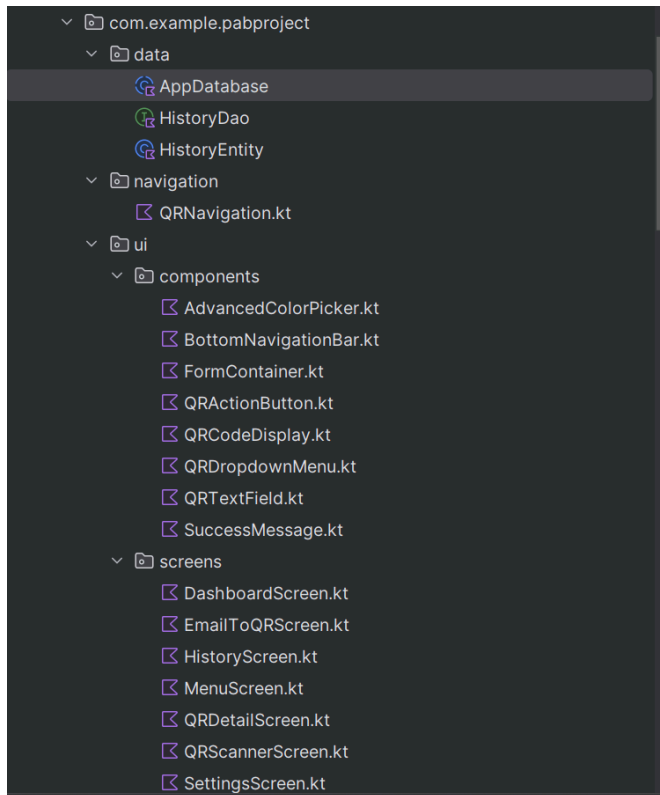 com.example.pabproject
data
AppDatabase
HistoryDao
HistoryEntity
navigation
QRNavigation.kt
ui
components
AdvancedColorPicker.kt
BottomNavigationBar.kt
FormContainer.kt
QRActionButton.kt
QRCodeDisplay.kt
QRDropdownMenu.kt
QRTextField.kt
SuccessMessage.kt
screens
DashboardScreen.kt
EmailToQRScreen.kt
HistoryScreen.kt
MenuScreen.kt
QRDetailScreen.kt
QRScannerScreen.kt
SettingsScreen.kt